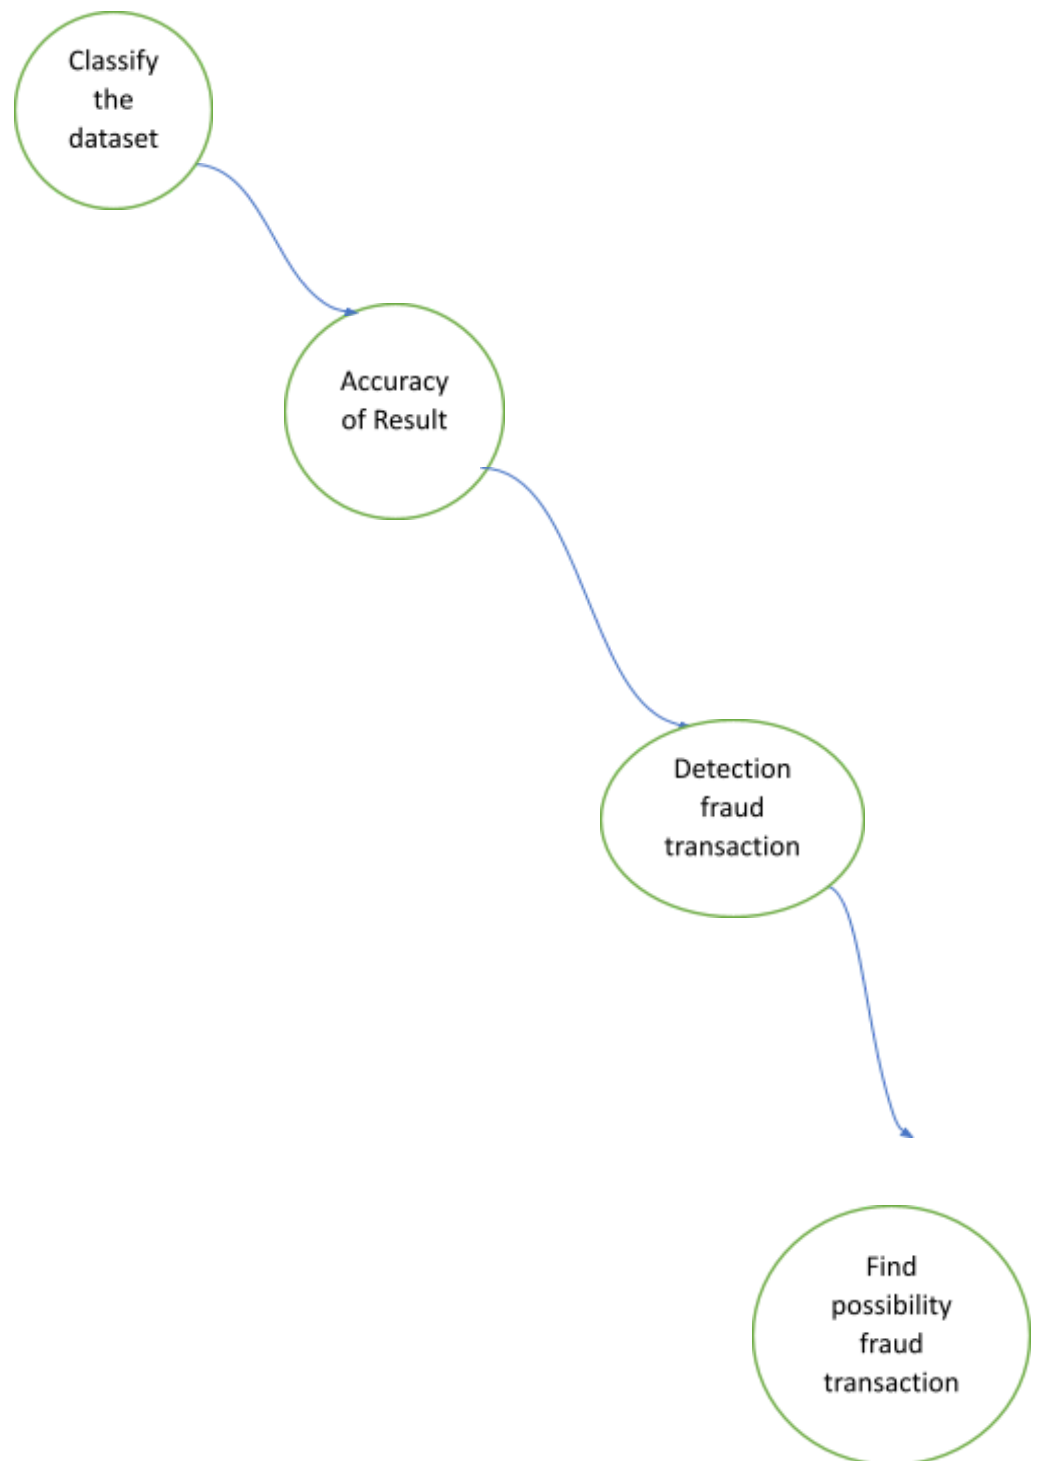 Classify
the
dataset
Accuracy
of Result
Detection
fraud
transaction
Find
possibility
fraud
transaction